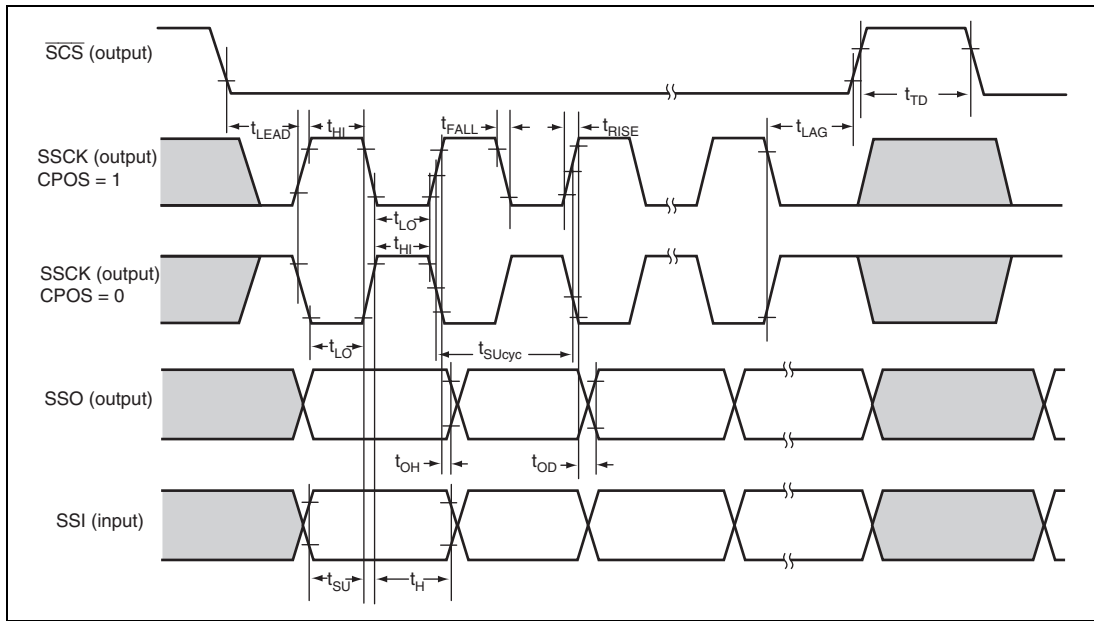 SCS (output)
tTD
tLEAD
tHI
tFALL
tRISE
tLAG
SSCK (output)
CPOS = 1
tLO
tHI
SSCK (output)
CPOS = 0
tLO
tSUcyc
SSO (output)
tOH
tOD
SSI (input)
tSU
tH